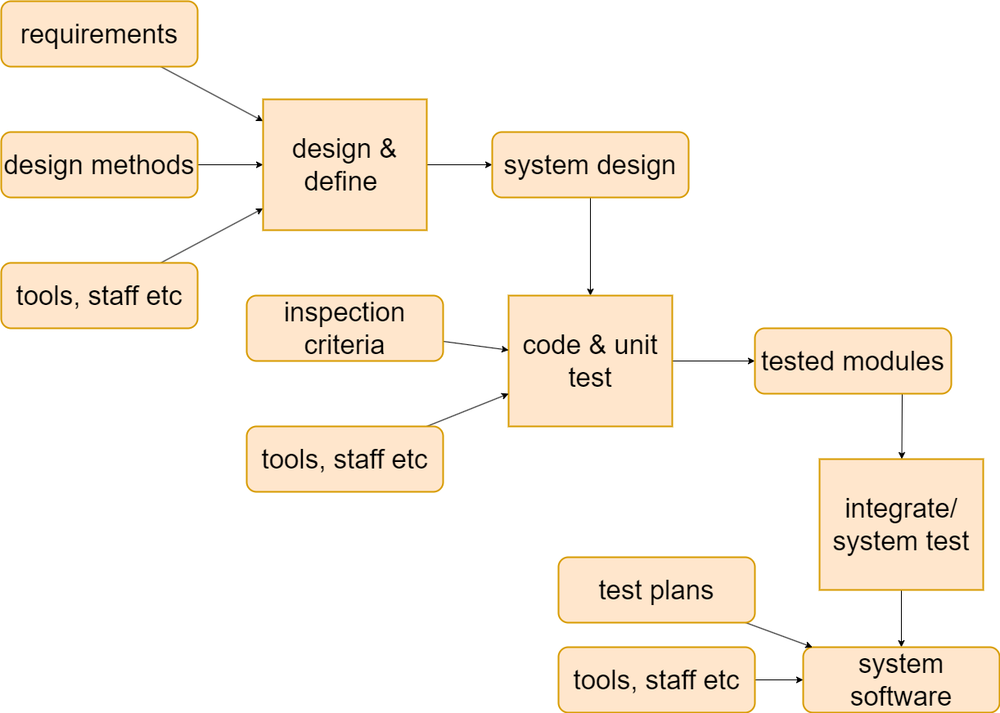 requirements
design methods
tools, staff etc
design &
define
system design
inspection
criteria
tools, staff etc
code & unit
test
tested modules
integrate/
system test
test plans
tools, staff etc
system
software